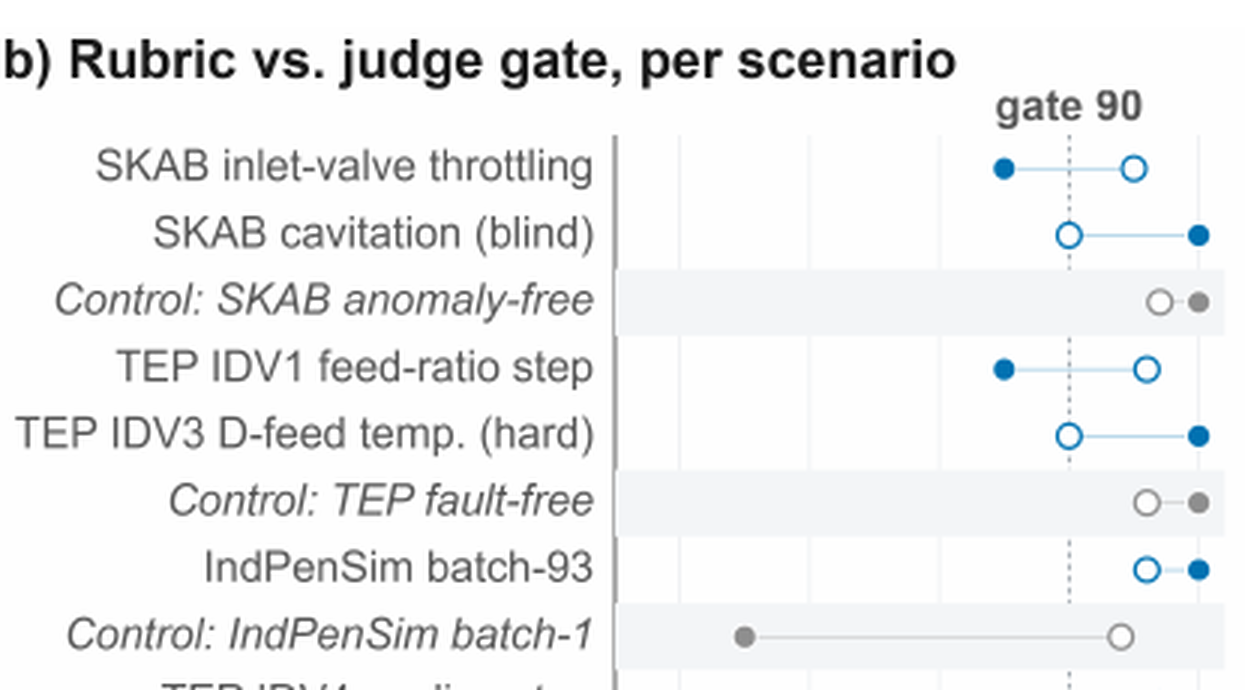 b) Rubric vs. judge gate, per scenario
gate 90
SKAB inlet-valve throttling
SKAB cavitation (blind)
Control: SKAB anomaly-free
TEP IDV1 feed-ratio step
TEP IDV3 D-feed temp. (hard)
Control: TEP fault-free
IndPenSim batch-93
Control: IndPenSim batch-1